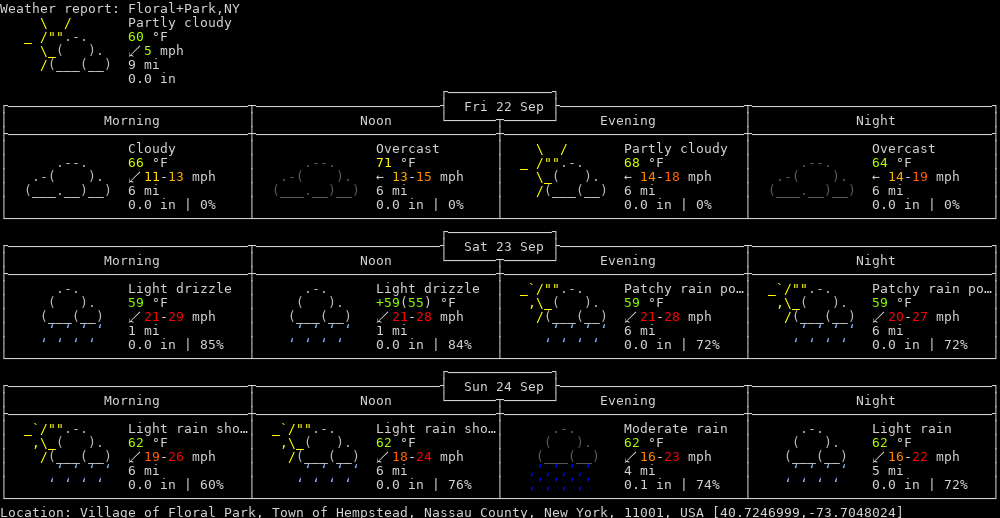 Weather report: Floral+Park,NY
Partly cloudy
60 °F
↙5 mph
9 mi
0.0 in
Fri 22 Sep
Morning Noon Evening Night
Cloudy Overcast Partly cloudy Overcast
66 °F 71 °F 68 °F 64 °F
↙11-13 mph ← 13-15 mph ← 14-18 mph ← 14-19 mph
6 mi 6 mi 6 mi 6 mi
0.0 in | 0% 0.0 in | 0% 0.0 in | 0% 0.0 in | 0%
Sat 23 Sep
Morning Noon Evening Night
Light drizzle Light drizzle Patchy rain po… Patchy rain po…
59 °F +59(55) °F 59 °F 59 °F
↙21-29 mph ↙21-28 mph ↙21-28 mph ↙20-27 mph
1 mi 1 mi 6 mi 6 mi
0.0 in | 85% 0.0 in | 84% 0.0 in | 72% 0.0 in | 72%
Sun 24 Sep
Morning Noon Evening Night
Light rain sho… Light rain sho… Moderate rain Light rain
62 °F 62 °F 62 °F 62 °F
↙19-26 mph ↙18-24 mph ↙16-23 mph ↙16-22 mph
6 mi 6 mi 4 mi 5 mi
0.0 in | 60% 0.0 in | 76% 0.1 in | 74% 0.0 in | 72%
Location: Village of Floral Park, Town of Hempstead, Nassau County, New York, 11001, USA [40.7246999,-73.7048024]